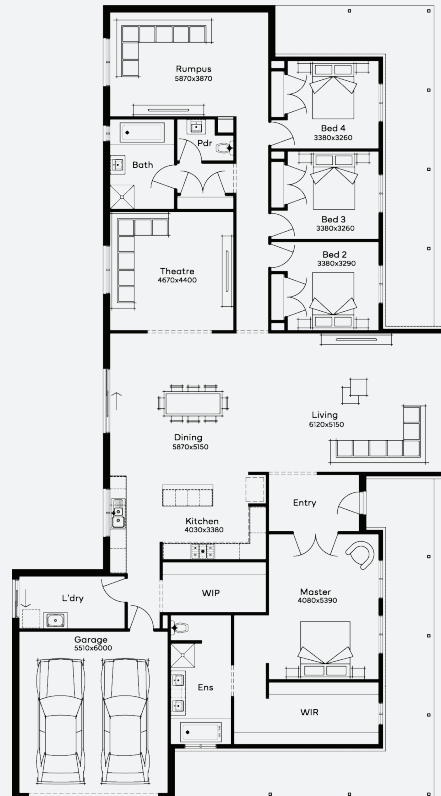 Rumpus
5870x3870
Bed 4
3380x3260
Pdr
Bath
Bed 3
3380x3260
Bed 2
3380x3290
Theatre
4670x4400
Living
6120x5150
Dining
5870x5150
Entry
Kitchen
4030x3380
WIP
Master
4080x5390
L'dry
Garage
5510x6000
Ens
WIR